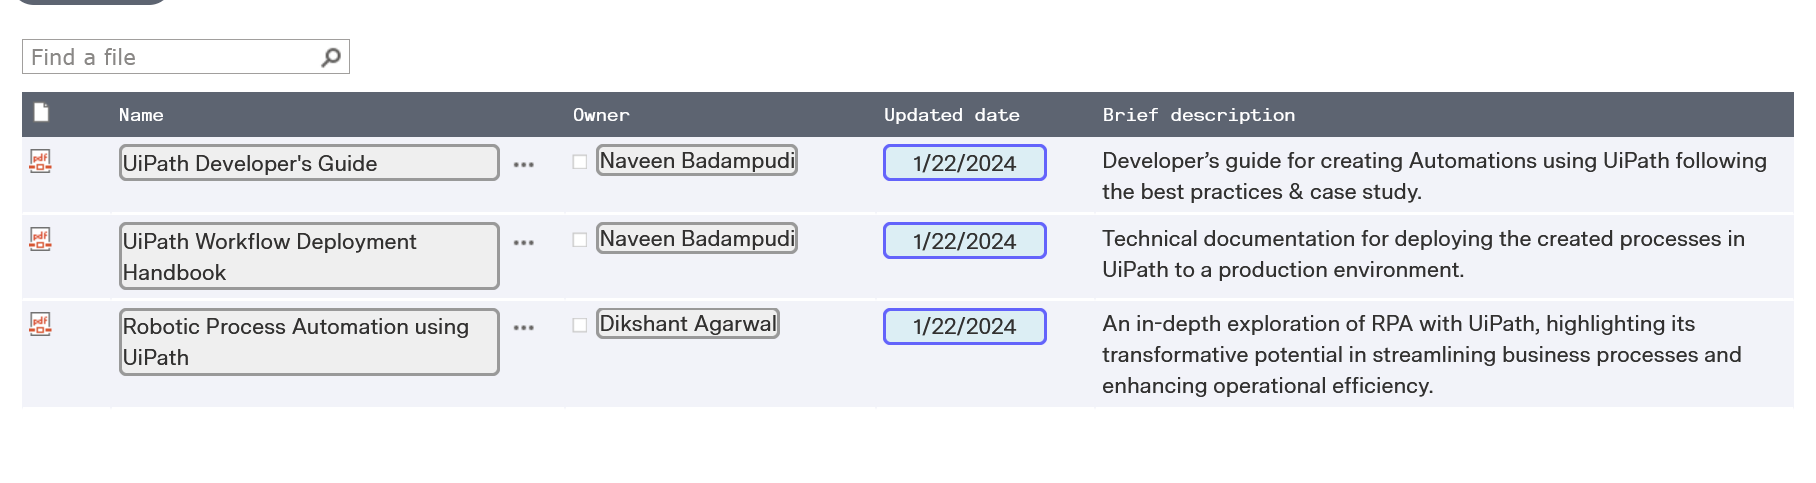 Find a file
Name Owner Updated date Brief description
pdf UiPath Developer's Guide Naveen Badampudi 1/22/2024 Developer’s guide for creating Automations using UiPath following
the best practices & case study.
pdf UiPath Workflow Deployment Naveen Badampudi 1/22/2024 Technical documentation for deploying the created processes in
Handbook UiPath to a production environment.
pdf Robotic Process Automation using Dikshant Agarwal 1/22/2024 An in-depth exploration of RPA with UiPath, highlighting its
UiPath transformative potential in streamlining business processes and
enhancing operational efficiency.